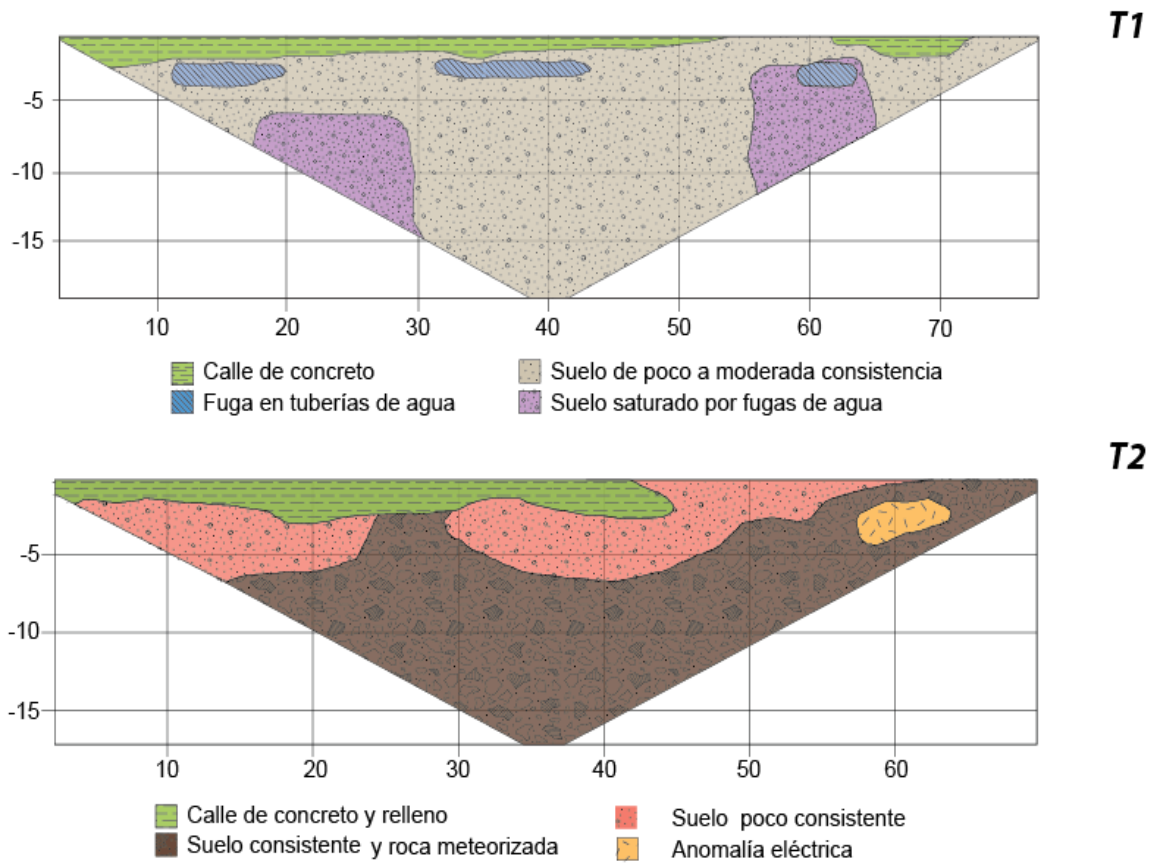 T1
-5
-10
-15
10 20 30 40 50 60 70
Calle de concreto Suelo de poco a moderada consistencia
Fuga en tuberías de agua Suelo saturado por fugas de agua
T2
-5
-10
-15
10 20 30 40 50 60
Calle de concreto y relleno Suelo poco consistente
Suelo consistente y roca meteorizada Anomalía eléctrica